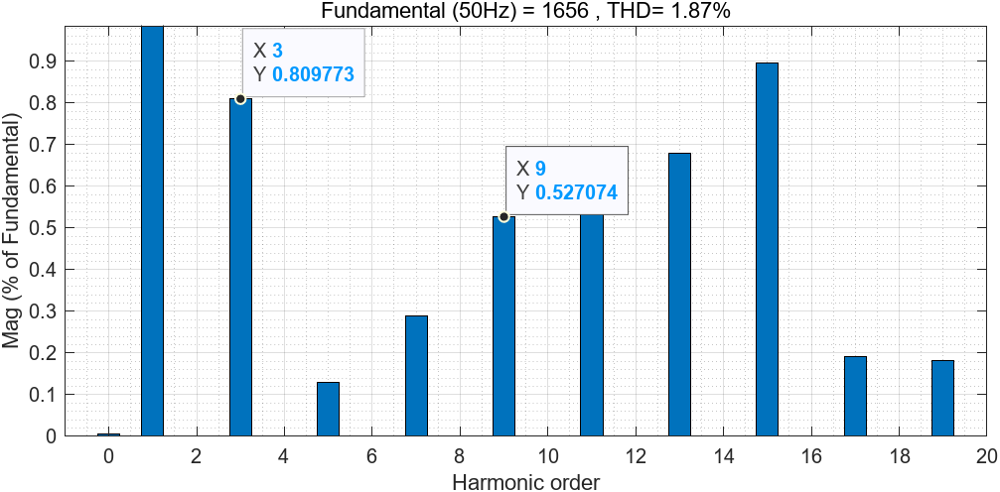 Fundamental (50Hz) = 1656 , THD= 1.87%
X 3
Y 0.809773
X 9
Y 0.527074
Mag (% of Fundamental)
0.9
0.8
0.7
0.6
0.5
0.4
0.3
0.2
0.1
0
0 2 4 6 8 10 12 14 16 18 20
Harmonic order